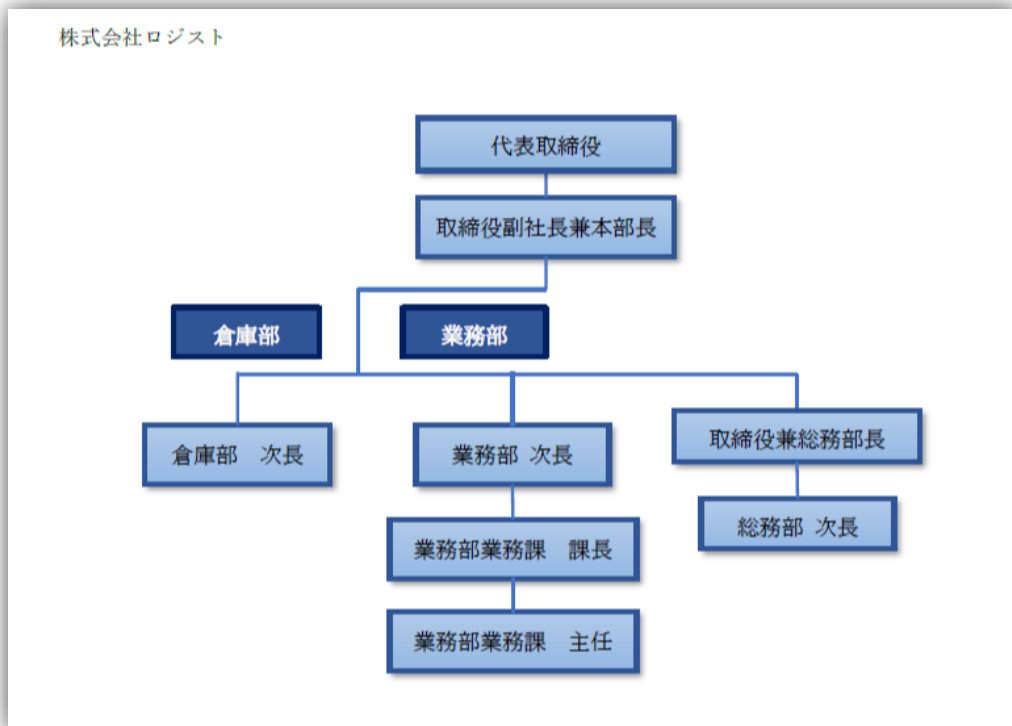 株式会社ロジスト
代表取締役
取締役副社長兼本部長
倉庫部
業務部
倉庫部　次長
業務部 次長
取締役兼総務部長
総務部 次長
業務部業務課　課長
業務部業務課　主任